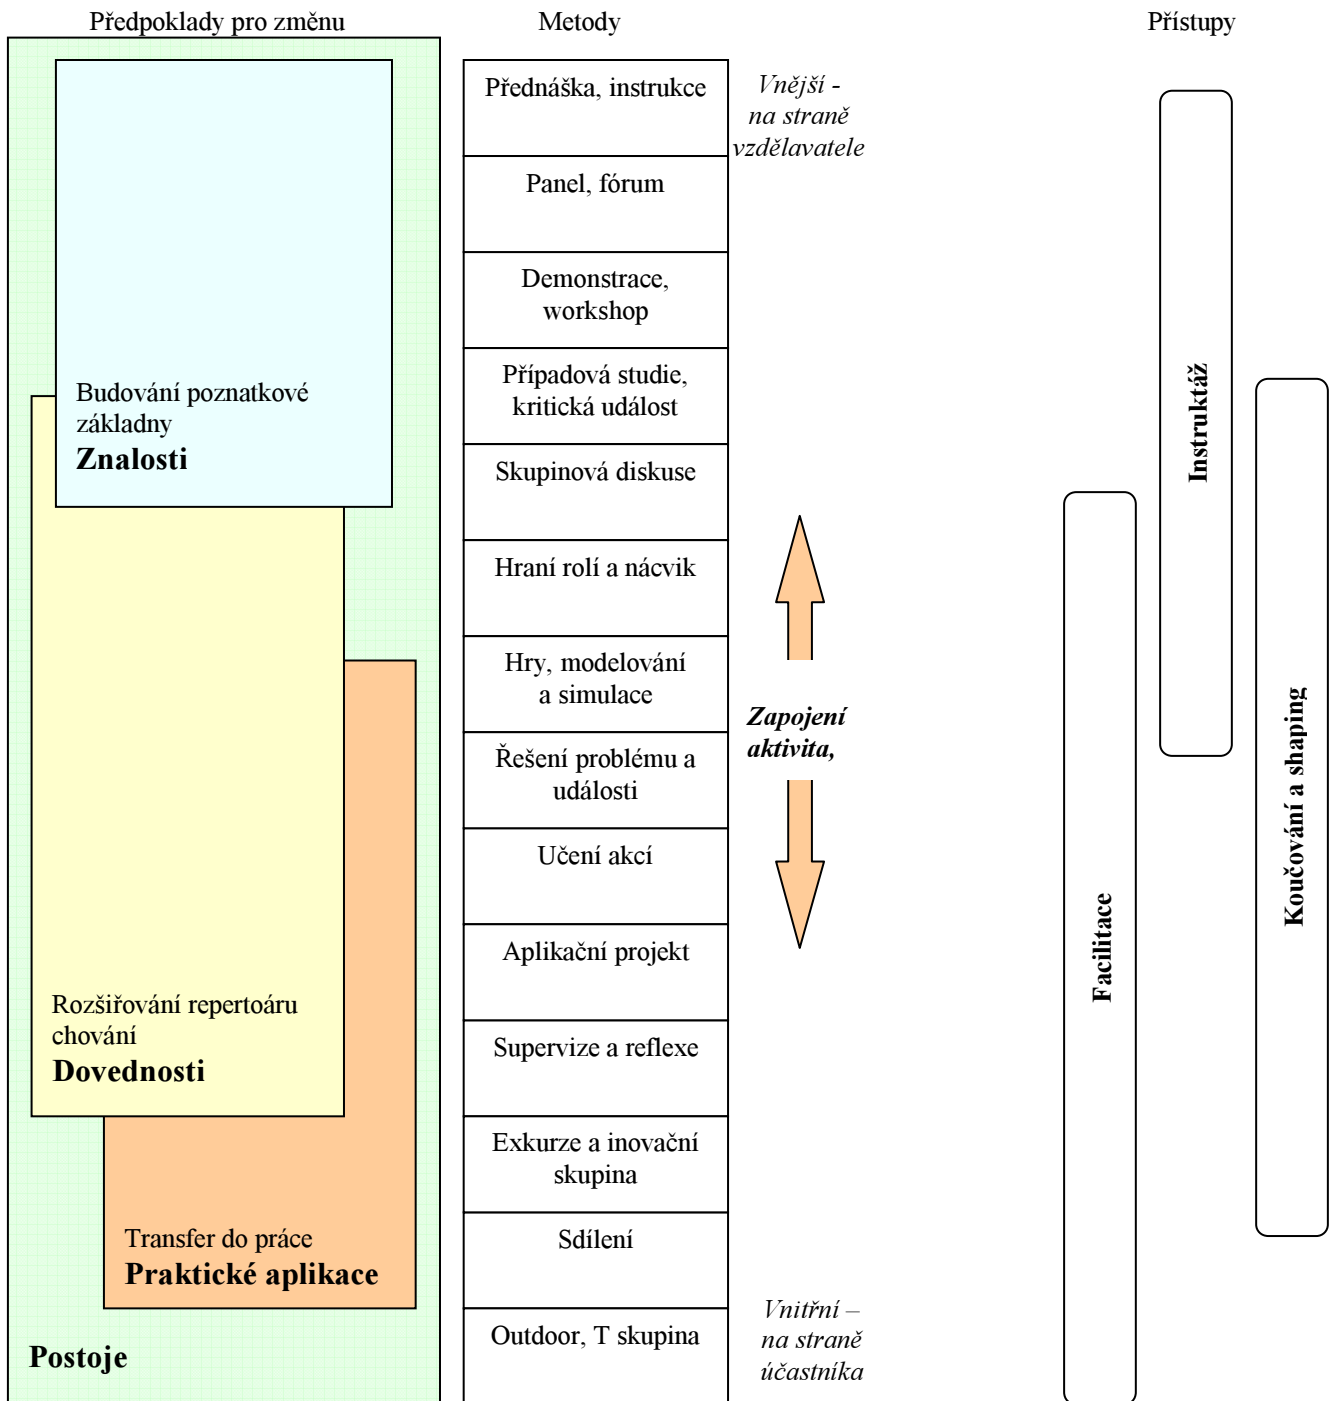 Předpoklady pro změnu
Metody
Přístupy
Budování poznatkové
základny
Znalosti
Rozšiřování repertoáru
chování
Dovednosti
Transfer do práce
Praktické aplikace
Postoje
Přednáška, instrukce
Panel, fórum
Demonstrace,
workshop
Případová studie,
kritická událost
Skupinová diskuse
Hraní rolí a nácvik
Hry, modelování
a simulace
Řešení problému a
události
Učení akcí
Aplikační projekt
Supervize a reflexe
Exkurze a inovační
skupina
Sdílení
Outdoor, T skupina
Vnější -
na straně
vzdělavatele
Zapojení
aktivita,
Vnitřní –
na straně
účastníka
Facilitace
Instruktáž
Koučování a shaping